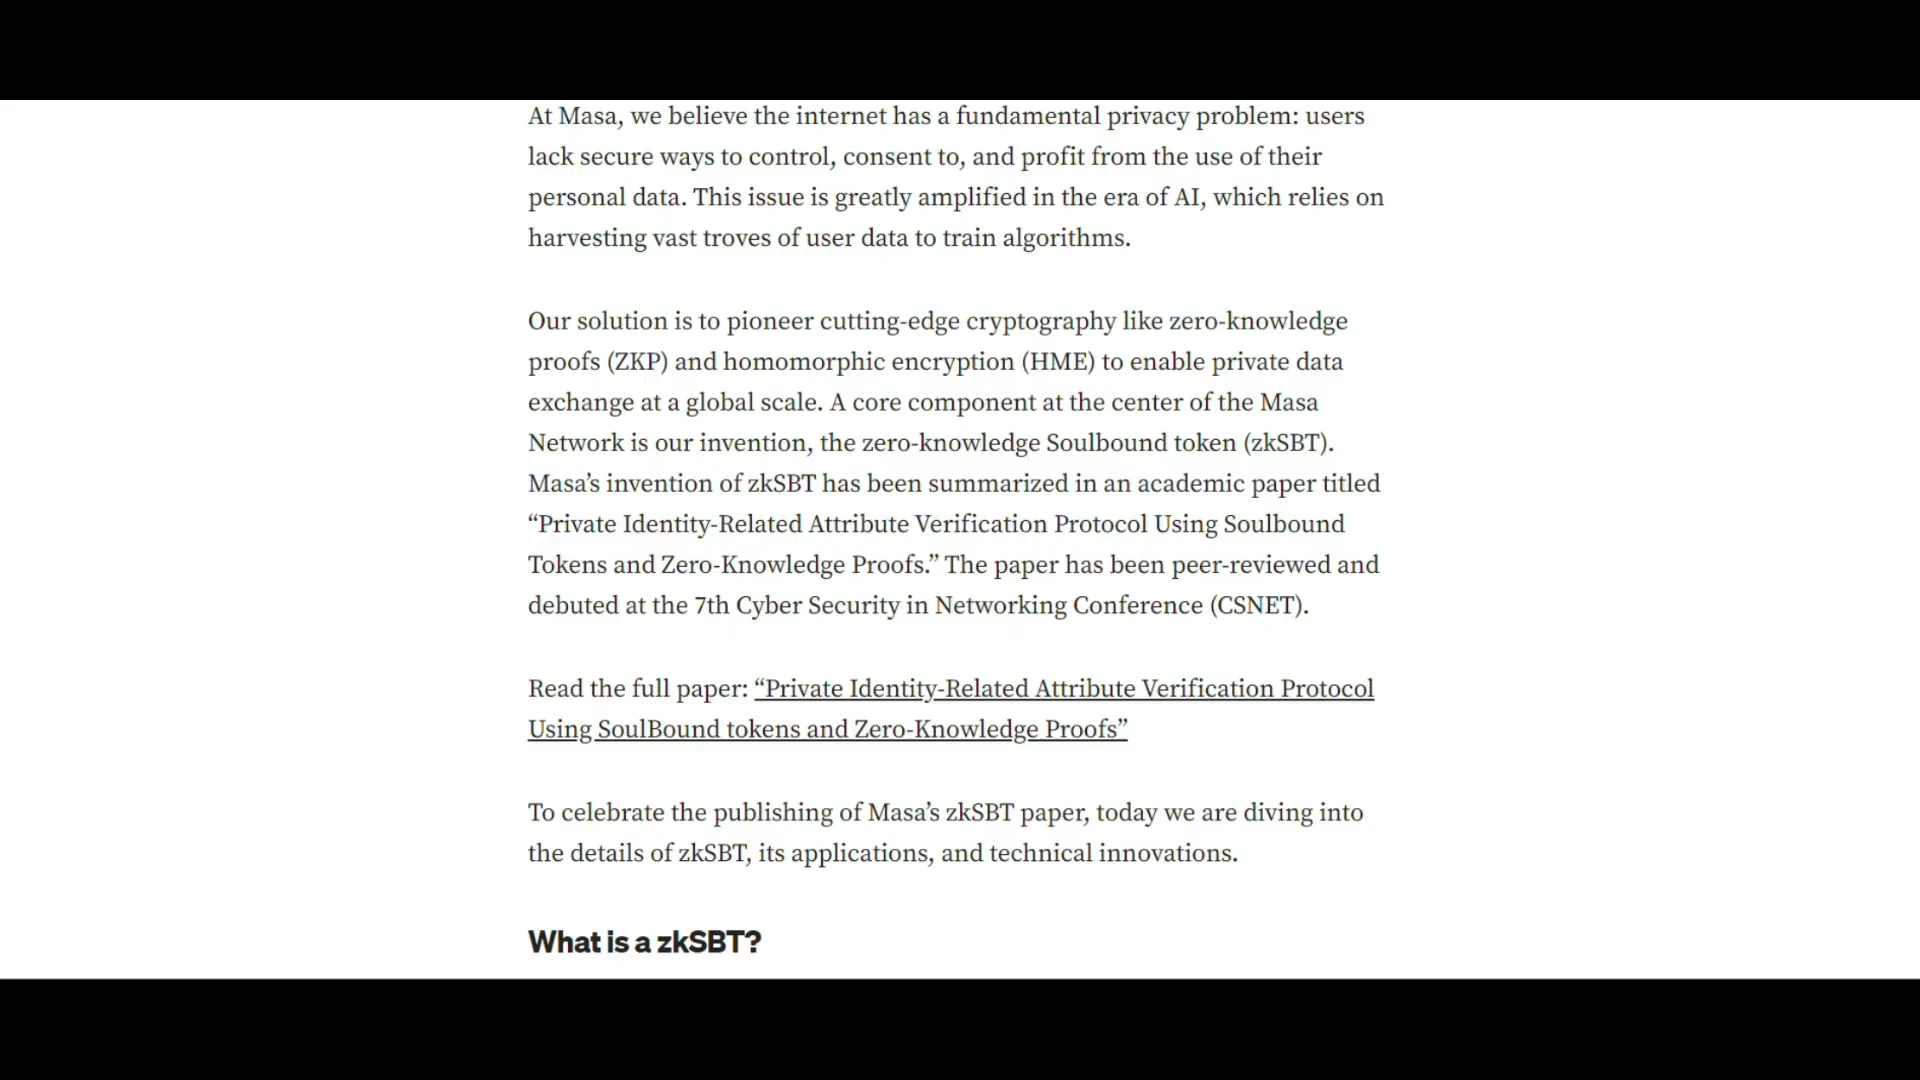 At Masa, we believe the internet has a fundamental privacy problem: users
lack secure ways to control, consent to, and profit from the use of their
personal data. This issue is greatly amplified in the era of AI, which relies on
harvesting vast troves of user data to train algorithms.
Our solution is to pioneer cutting-edge cryptography like zero-knowledge
proofs (ZKP) and homomorphic encryption (HME) to enable private data
exchange at a global scale. A core component at the center of the Masa
Network is our invention, the zero-knowledge Soulbound token (zkSBT).
Masa’s invention of zkSBT has been summarized in an academic paper titled
“Private Identity-Related Attribute Verification Protocol Using Soulbound
Tokens and Zero-Knowledge Proofs.” The paper has been peer-reviewed and
debuted at the 7th Cyber Security in Networking Conference (CSNET).
Read the full paper: “Private Identity-Related Attribute Verification Protocol
Using SoulBound tokens and Zero-Knowledge Proofs”
To celebrate the publishing of Masa’s zkSBT paper, today we are diving into
the details of zkSBT, its applications, and technical innovations.
What is a zkSBT?